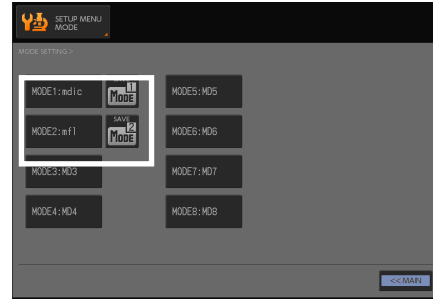 SETUP MENU
MODE
MODE SETTING >
MODE1:mdic
1
MODE
MODE5:MD5
SAVE
MODE2:mfl
2
MODE
MODE6:MD6
MODE3:MD3
MODE7:MD7
MODE4:MD4
MODE8:MD8
<< MAIN